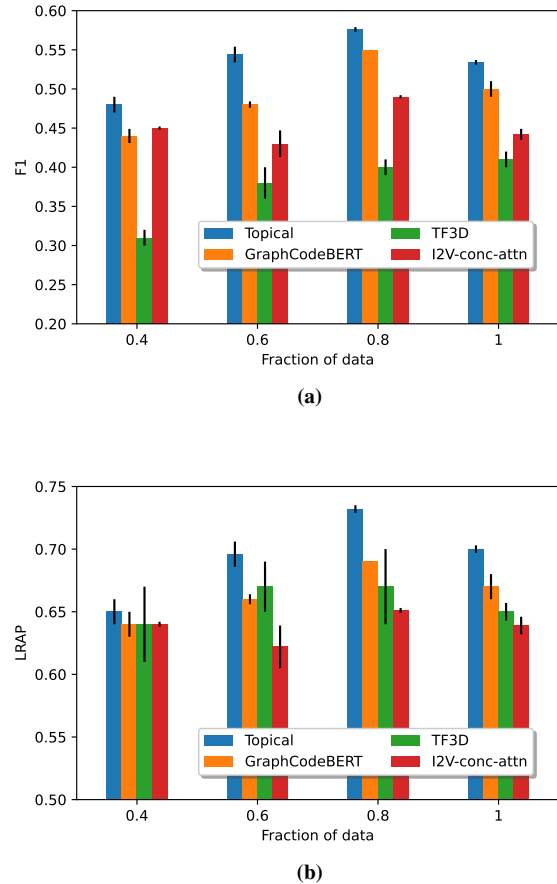 0.60
0.55
0.50
0.45
0.40
0.35
0.30
0.25
0.20
F1
Topical
GraphCodeBERT
TF3D
I2V-conc-attn
0.4 0.6 0.8 1
Fraction of data
(a)
0.75
0.70
0.65
0.60
0.55
0.50
LRAP
Topical
GraphCodeBERT
TF3D
I2V-conc-attn
0.4 0.6 0.8 1
Fraction of data
(b)